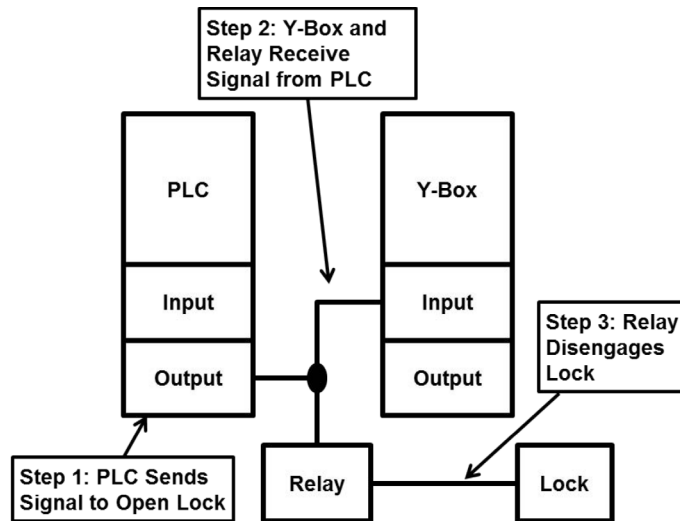 Step 2: Y-Box and
Relay Receive
Signal from PLC
PLC
Y-Box
Input
Input
Step 3: Relay
Disengages
Lock
Output
Output
Step 1: PLC Sends
Signal to Open Lock
Relay
Lock